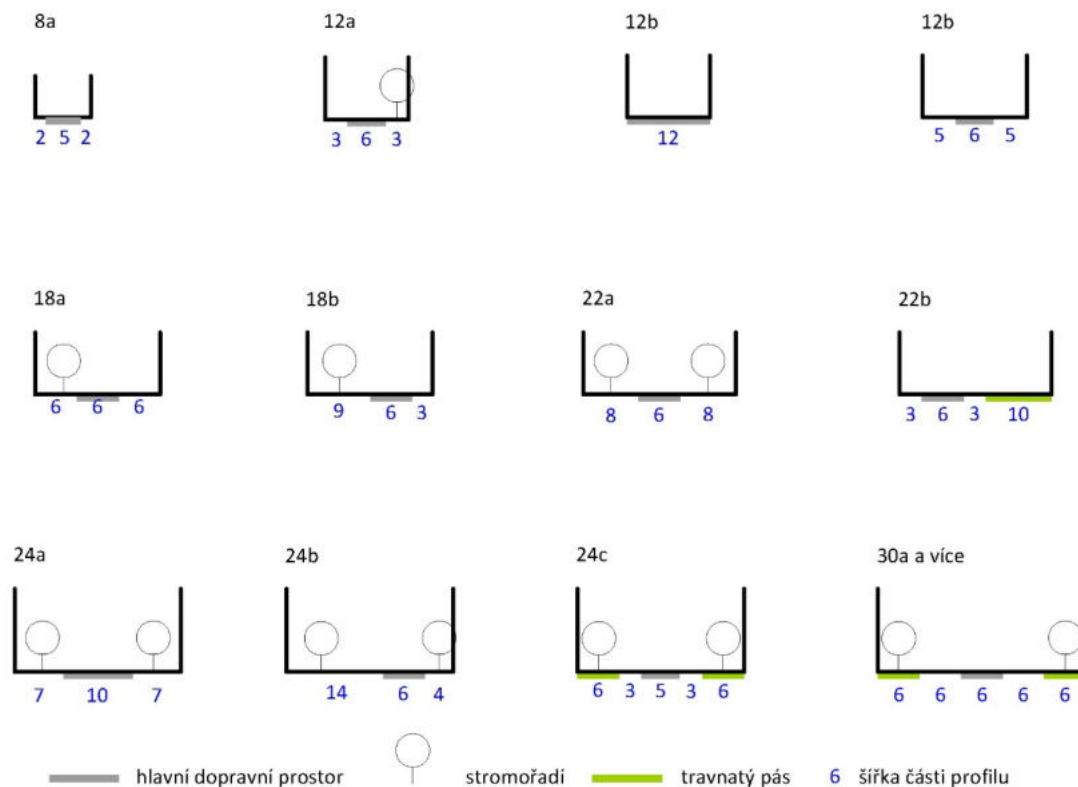 8a 12a 12b 12b
2 5 2 3 6 3 12 5 6 5
18a 18b 22a 22b
6 6 6 9 6 3 8 6 8 3 6 3 10
24a 24b 24c 30a a více
7 10 7 14 6 4 6 3 5 3 6 6 6 6 6 6
hlavní dopravní prostor stromořadí travnatý pás 6 šířka části profilu